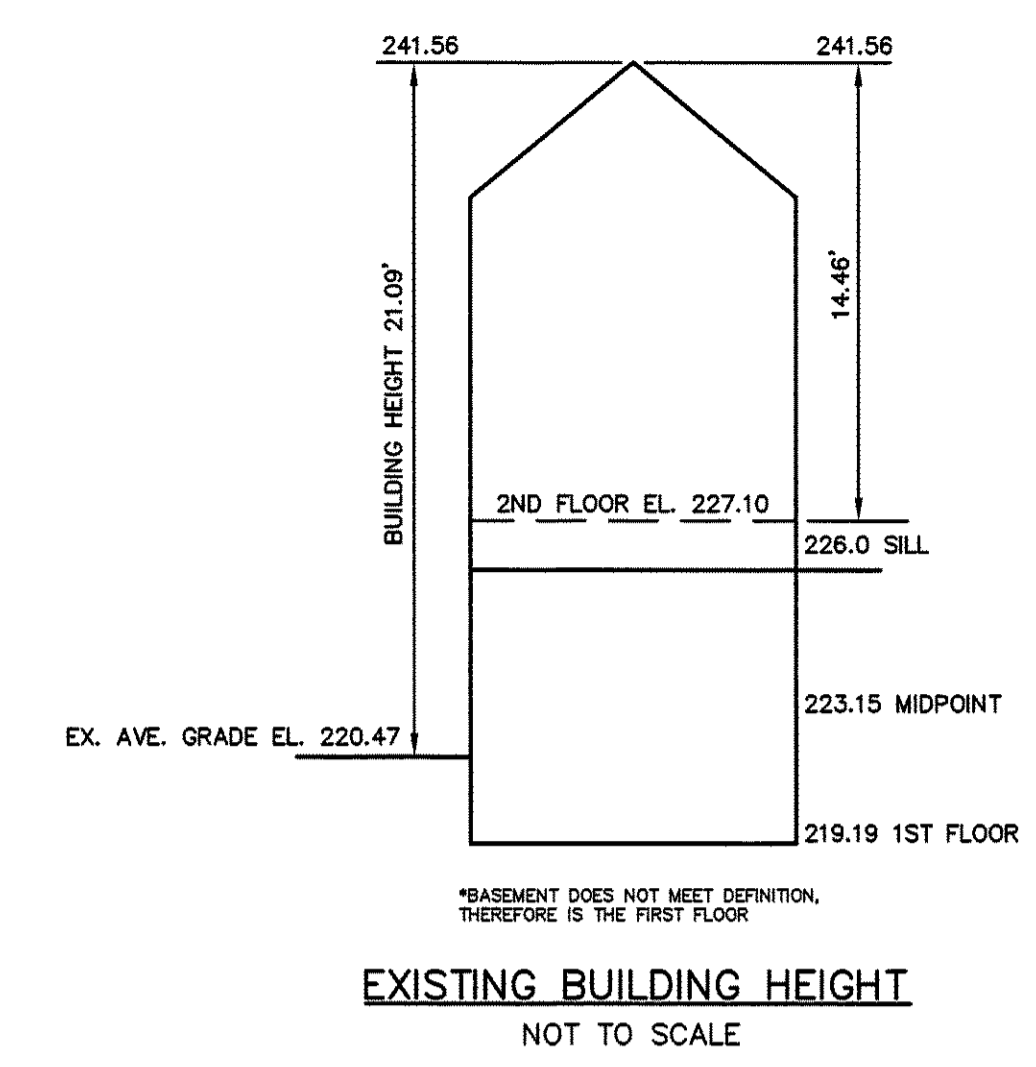 241.56
241.56
BUILDING HEIGHT 21.09'
14.46'
2ND FLOOR EL. 227.10
226.0 SILL
223.15 MIDPOINT
EX. AVE. GRADE EL. 220.47
219.19 1ST FLOOR
*BASEMENT DOES NOT MEET DEFINITION,
THEREFORE IS THE FIRST FLOOR
EXISTING BUILDING HEIGHT
NOT TO SCALE